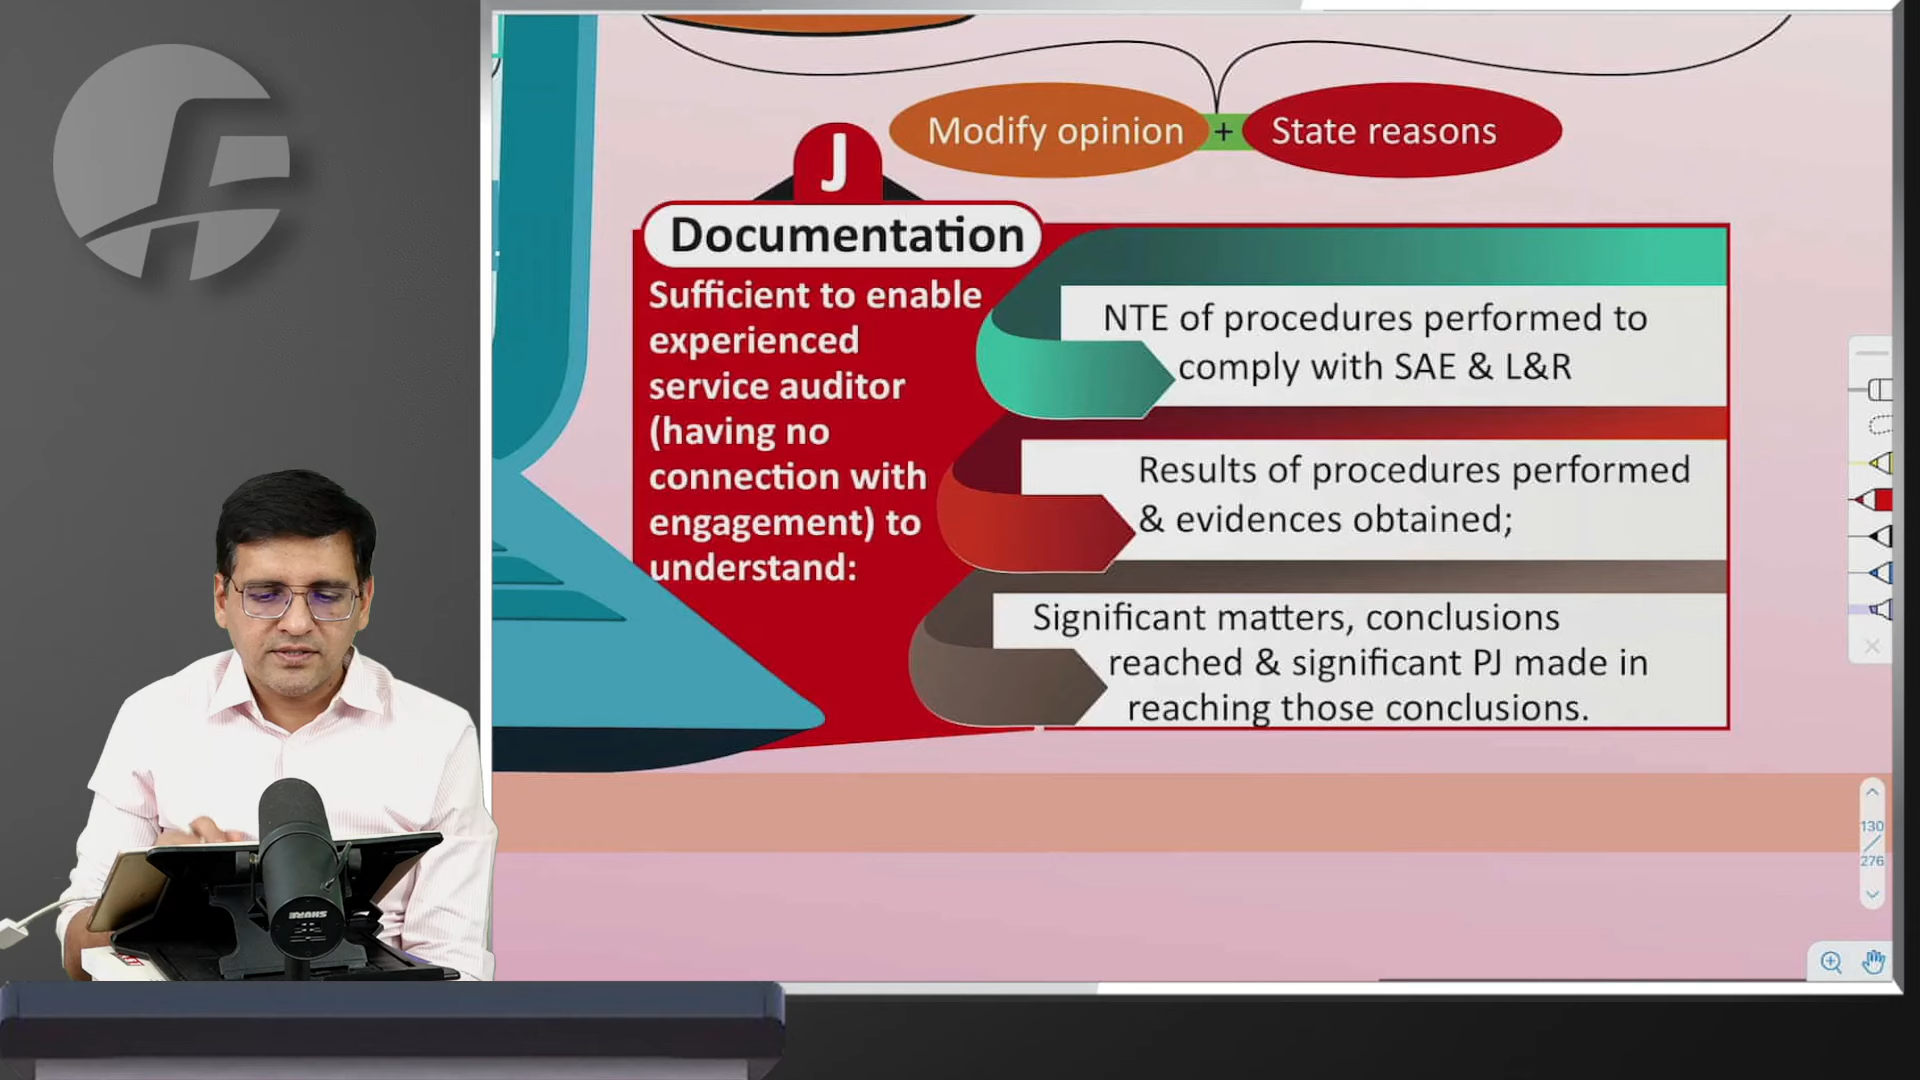 Modify opinion + State reasons
J
Documentation
Sufficient to enable
experienced
service auditor
(having no
connection with
engagement) to
understand:
NTE of procedures performed to
comply with SAE & L&R
Results of procedures performed
& evidences obtained;
Significant matters, conclusions
reached & significant PJ made in
reaching those conclusions.
130
276
SHURE